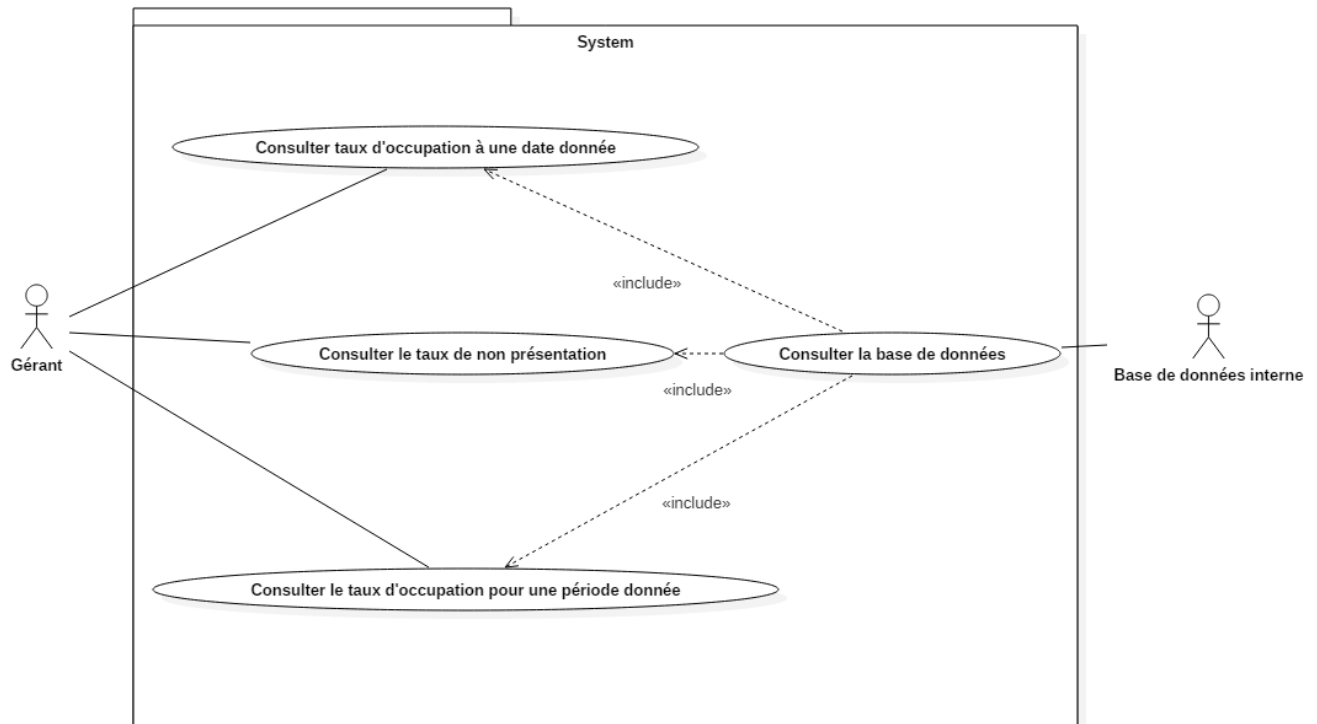 System
Consulter taux d'occupation à une date donnée
«include»
Gérant
Consulter le taux de non présentation
Consulter la base de données
Base de données interne
«include»
«include»
Consulter le taux d'occupation pour une période donnée